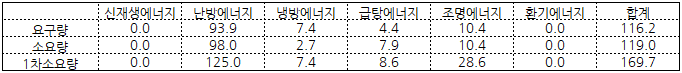 신재생에너지 난방에너지 냉방에너지 급탕에너지 조명에너지 환기에너지 합계
요구량 0.0 93.9 7.4 4.4 10.4 0.0 116.2
소요량 0.0 98.0 2.7 7.9 10.4 0.0 119.0
1차소요량 0.0 125.0 7.4 8.6 28.6 0.0 169.7